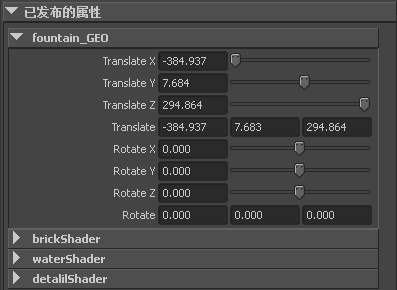 已发布的属性
fountain_GEO
Translate X -384.937
Translate Y 7.684
Translate Z 294.864
Translate -384.937 7.683 294.864
Rotate X 0.000
Rotate Y 0.000
Rotate Z 0.000
Rotate 0.000 0.000 0.000
brickShader
waterShader
detalilShader